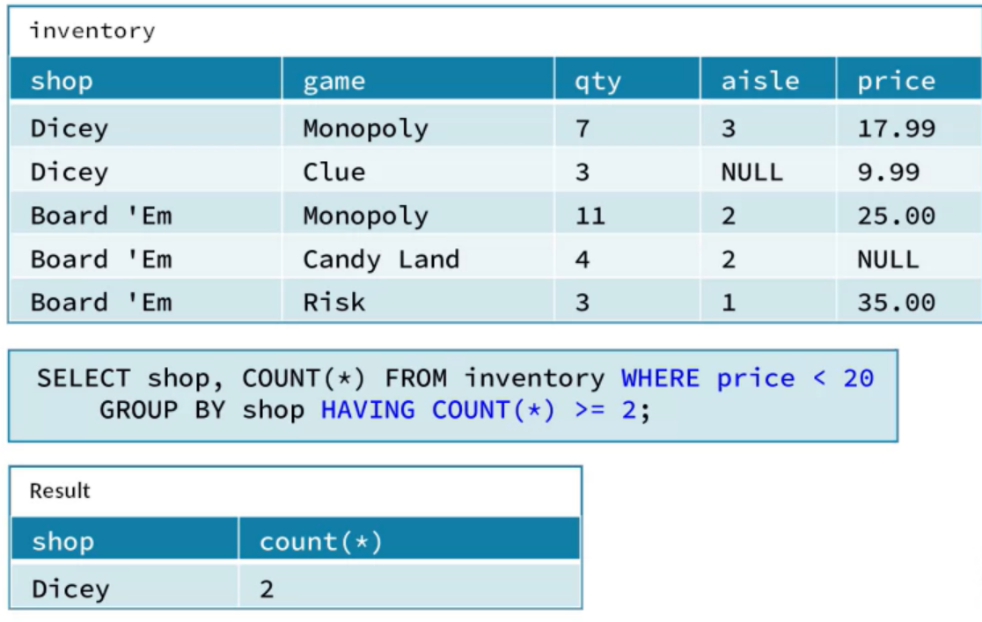 inventory
shop game qty aisle price
Dicey Monopoly 7 3 17.99
Dicey Clue 3 NULL 9.99
Board 'Em Monopoly 11 2 25.00
Board 'Em Candy Land 4 2 NULL
Board 'Em Risk 3 1 35.00
SELECT shop, COUNT(*) FROM inventory WHERE price < 20
GROUP BY shop HAVING COUNT(*) >= 2;
Result
shop count(*)
Dicey 2